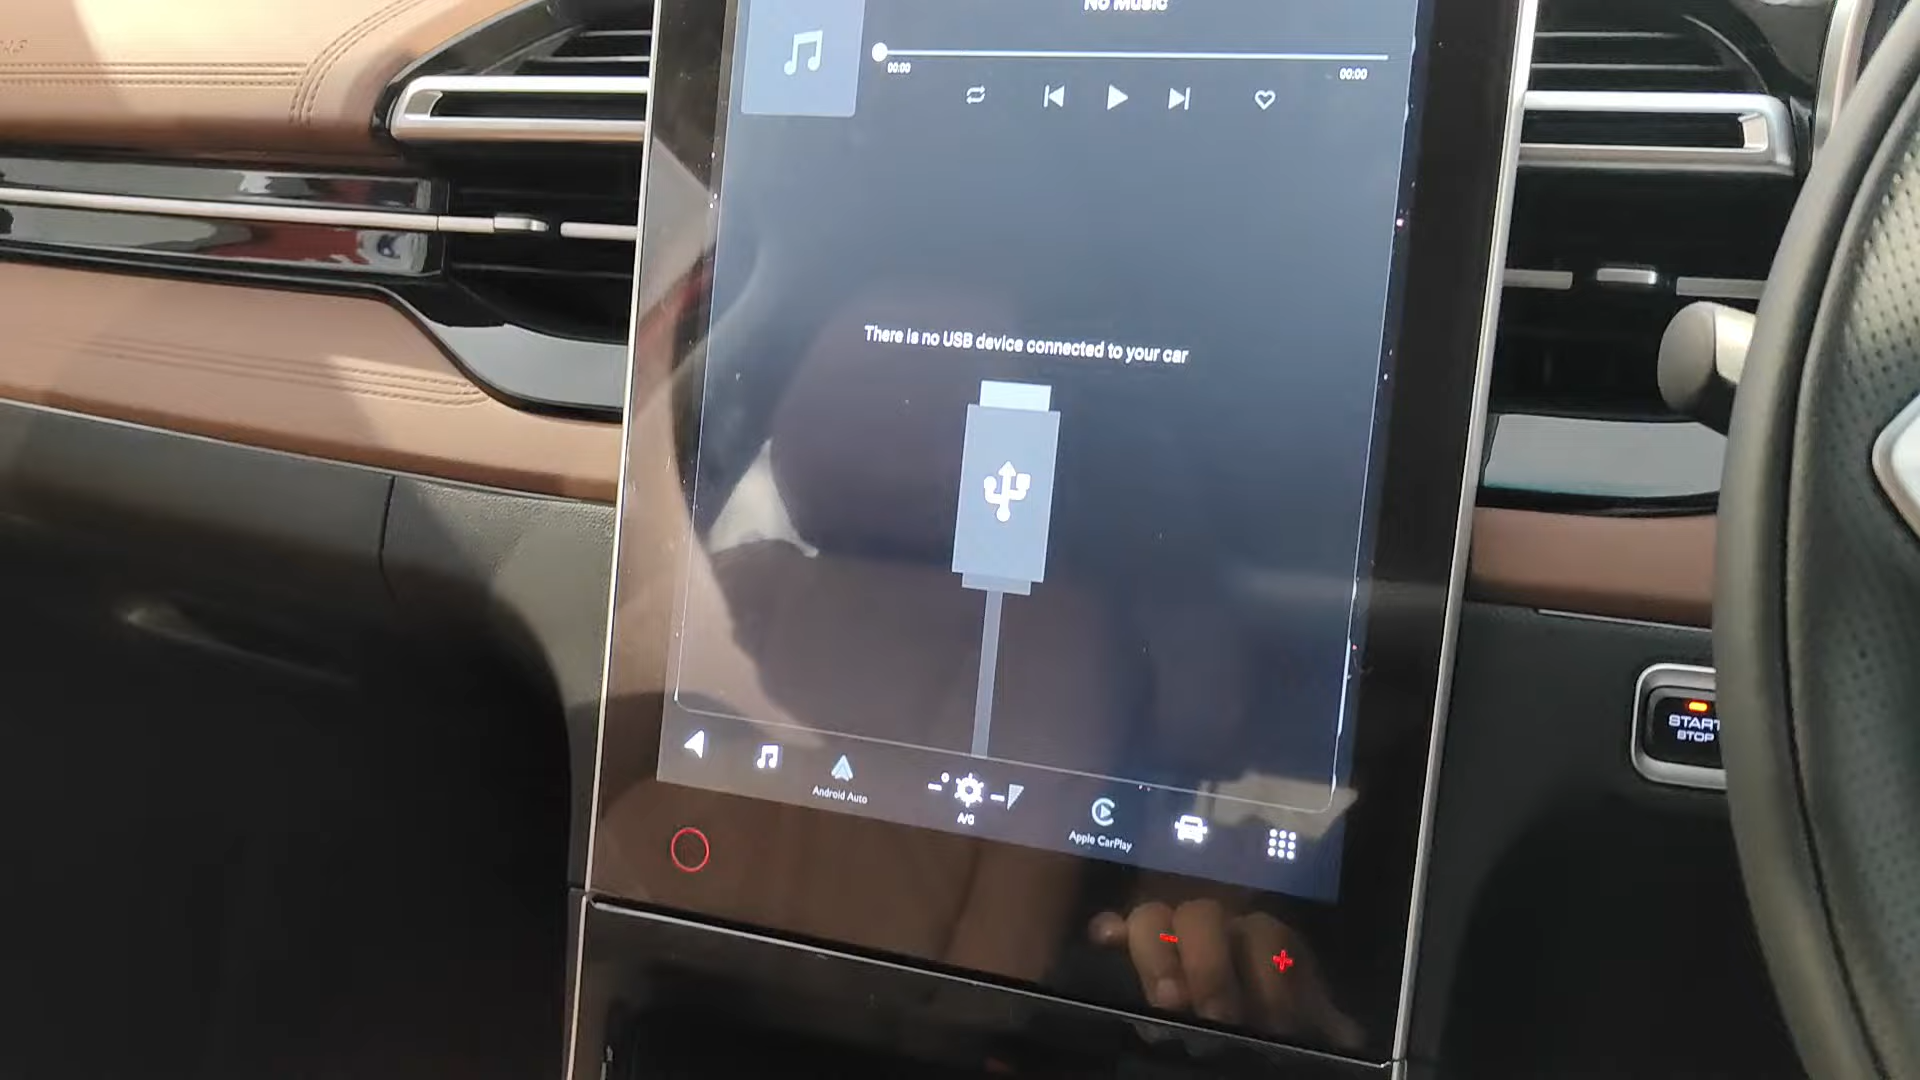 No Music
00:00
00:00
There is no USB device connected to your car
Android Auto
A/C
Apple CarPlay
START
STOP